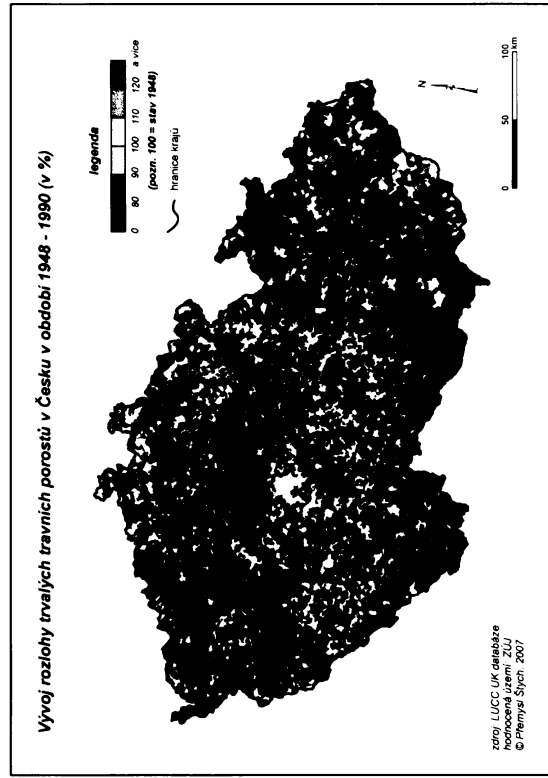 Vývoj rozlohy trvalých travních porostů v Česku v období 1948 - 1990 (v %)
legenda
0 80 90 100 110 120 a více
(pozn. 100 = stav 1948)
hranice krajů
N
0 50 100
km
zdroj LUCC UK databáze
hodnocená území ZÚJ
© Přemysl Štych, 2007